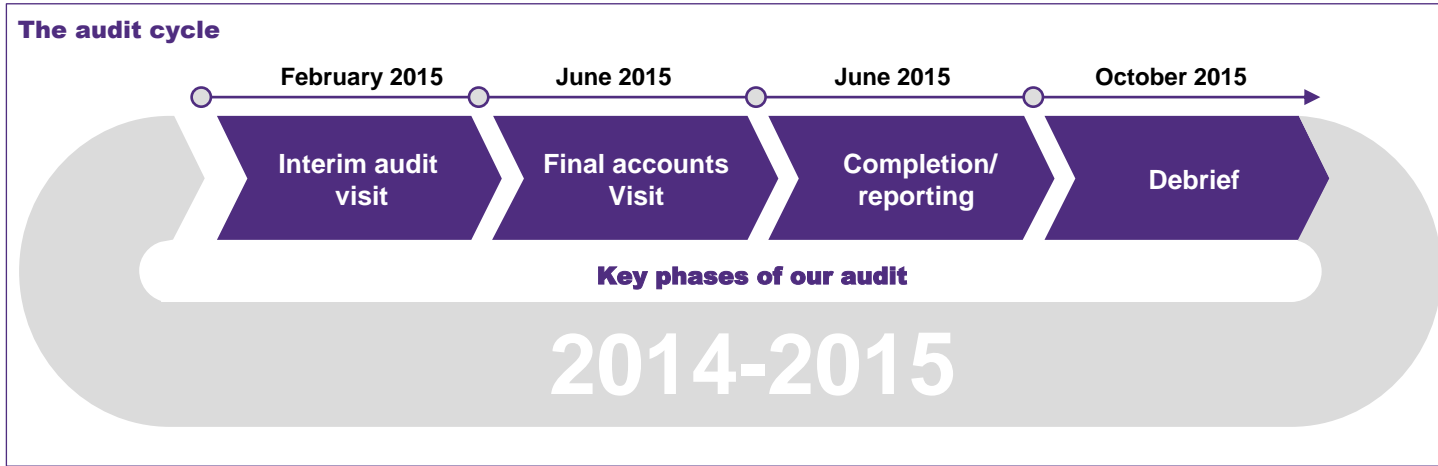 The audit cycle
February 2015 June 2015 June 2015 October 2015
Interim audit
visit
Final accounts
Visit
Completion/
reporting
Debrief
Key phases of our audit
2014-2015